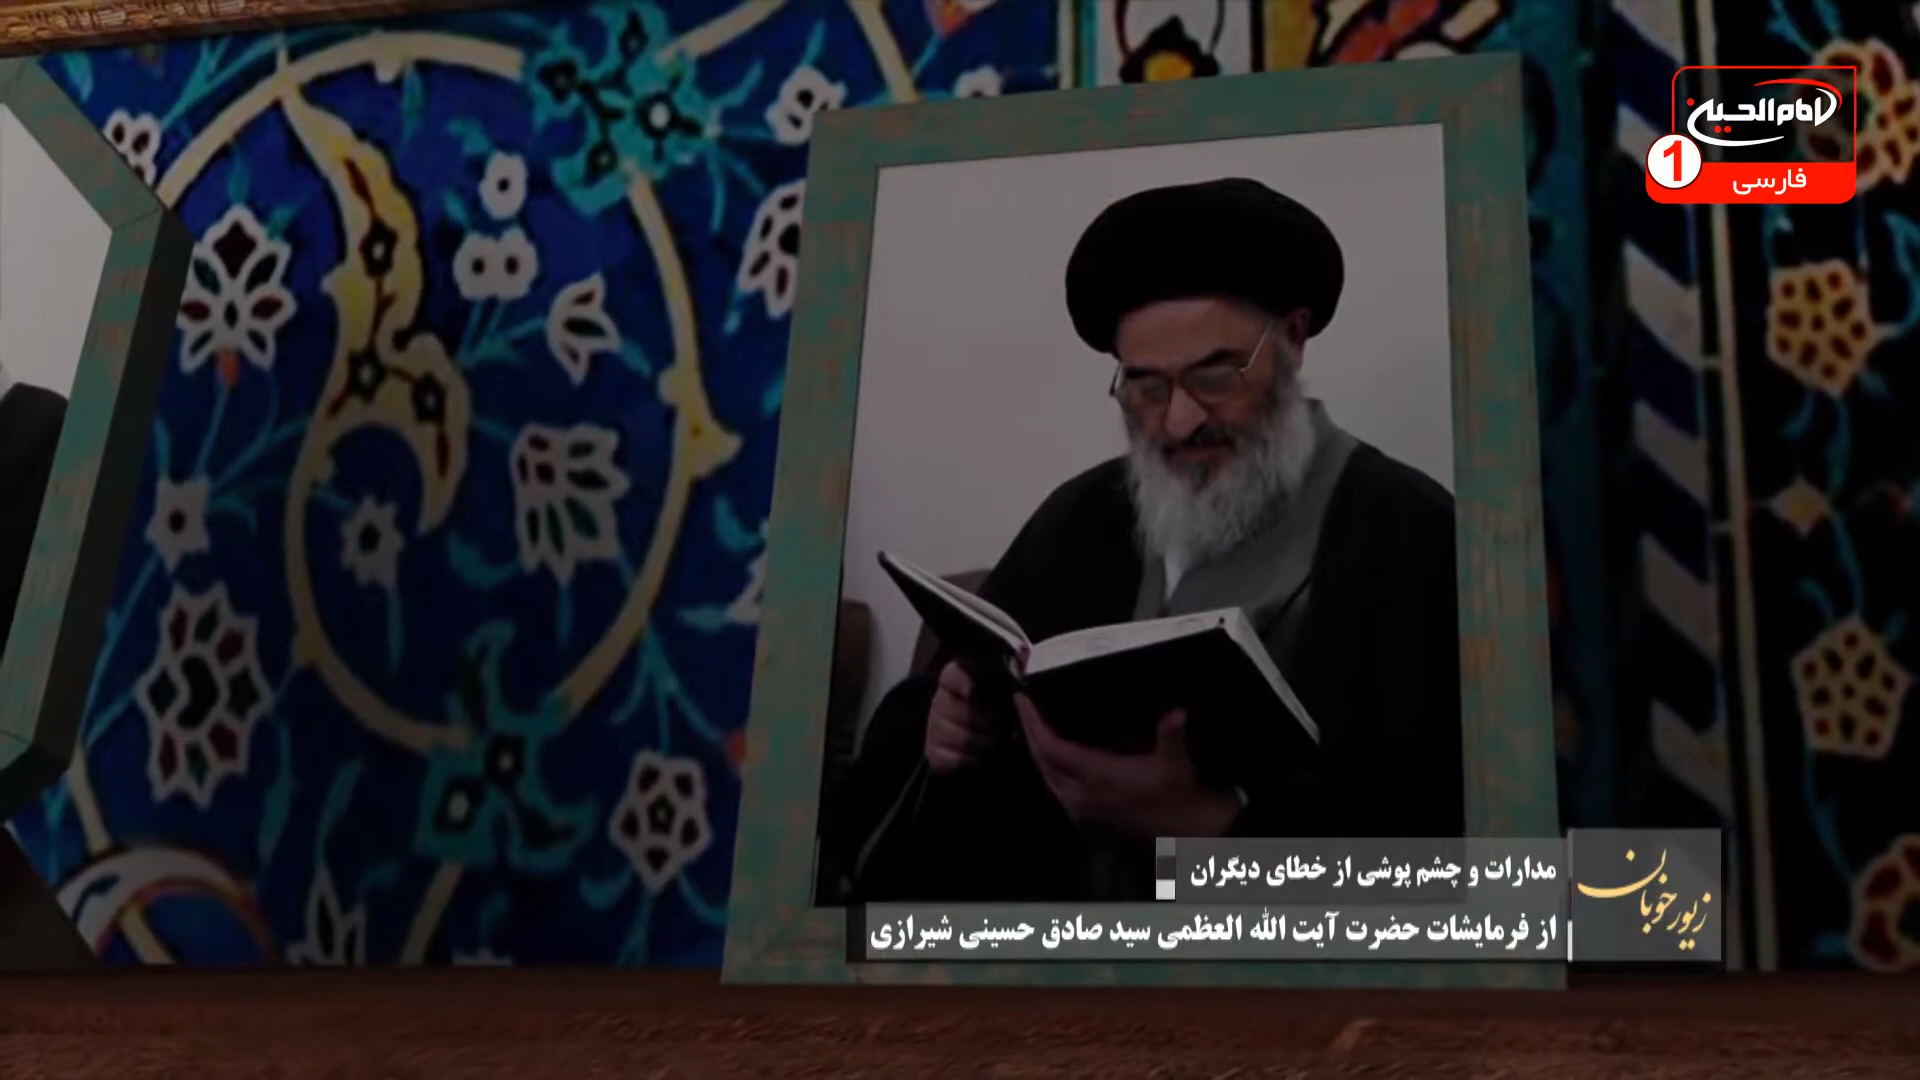 امام الحسین
1
فارسی
زیور خوبان
مدارات و چشم پوشی از خطای دیگران
از فرمایشات حضرت آیت الله العظمی سید صادق حسینی شیرازی